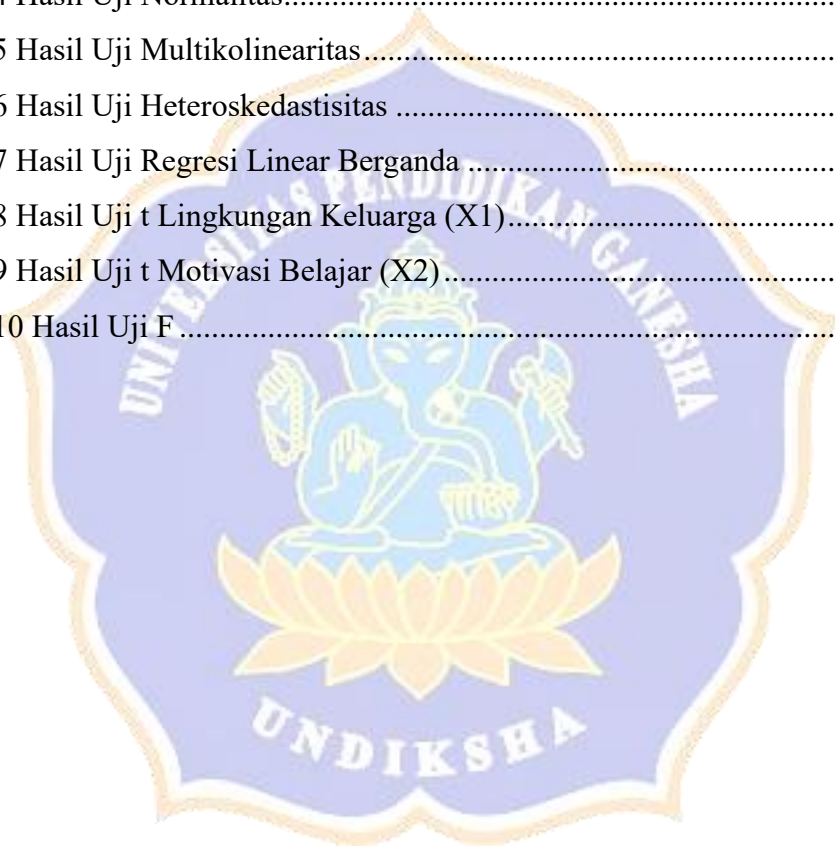 4 Hasil Uji Normalitas................................................................
5 Hasil Uji Multikolinearitas......................................................
6 Hasil Uji Heteroskedastisitas ..................................................
7 Hasil Uji Regresi Linear Berganda ..........................................
8 Hasil Uji t Lingkungan Keluarga (X1).....................................
9 Hasil Uji t Motivasi Belajar (X2).............................................
10 Hasil Uji F..............................................................................
UNIVERSITAS PENDIDIKAN GANESHA
UNDIKSHA